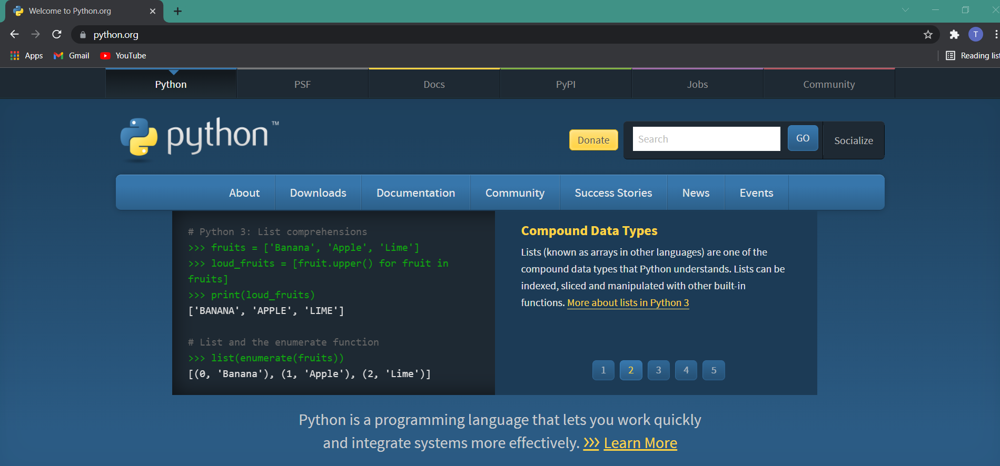 Welcome to Python.org
python.org
T
Apps Gmail YouTube
Reading list
Python PSF Docs PyPI Jobs Community
python™
Donate Search GO Socialize
About Downloads Documentation Community Success Stories News Events
# Python 3: List comprehensions
>>> fruits = ['Banana', 'Apple', 'Lime']
>>> loud_fruits = [fruit.upper() for fruit in
fruits]
>>> print(loud_fruits)
['BANANA', 'APPLE', 'LIME']
# List and the enumerate function
>>> list(enumerate(fruits))
[(0, 'Banana'), (1, 'Apple'), (2, 'Lime')]
Compound Data Types
Lists (known as arrays in other languages) are one of the
compound data types that Python understands. Lists can be
indexed, sliced and manipulated with other built-in
functions. More about lists in Python 3
1 2 3 4 5
Python is a programming language that lets you work quickly
and integrate systems more effectively. >>> Learn More